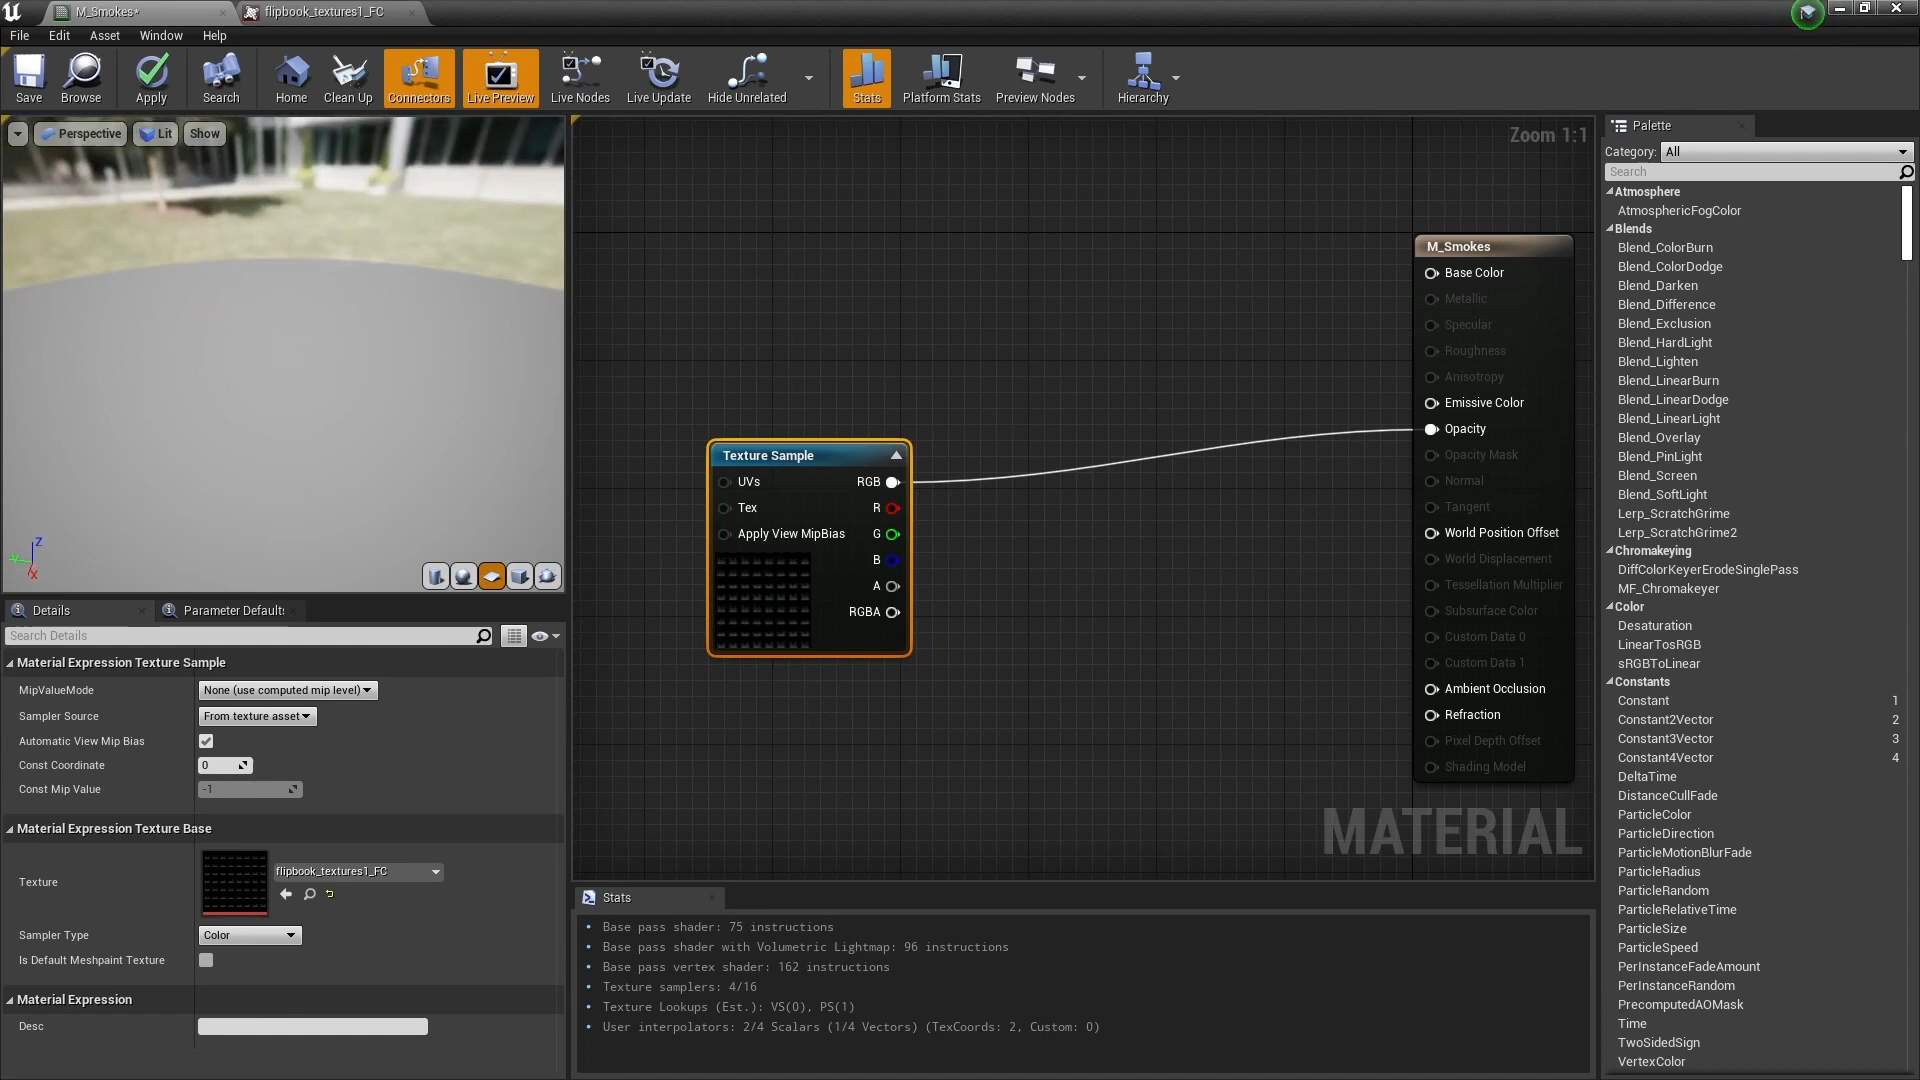 M_Smokes*
flipbook_textures1_FC
File
Edit
Asset
Window
Help
Save
Browse
Apply
Search
Home
Clean Up
Connectors
Live Preview
Live Nodes
Live Update
Hide Unrelated
Stats
Platform Stats
Preview Nodes
Hierarchy
Perspective
Lit
Show
Z
X
Details
Parameter Defaults
Search Details
Material Expression Texture Sample
MipValueMode
None (use computed mip level)
Sampler Source
From texture asset
Automatic View Mip Bias
Const Coordinate
0
Const Mip Value
-1
Material Expression Texture Base
Texture
flipbook_textures1_FC
Sampler Type
Color
Is Default Meshpaint Texture
Material Expression
Desc
Zoom 1:1
Texture Sample
UVs
RGB
Tex
R
Apply View MipBias
G
B
A
RGBA
M_Smokes
Base Color
Metallic
Specular
Roughness
Anisotropy
Emissive Color
Opacity
Opacity Mask
Normal
Tangent
World Position Offset
World Displacement
Tessellation Multiplier
Subsurface Color
Custom Data 0
Custom Data 1
Ambient Occlusion
Refraction
Pixel Depth Offset
Shading Model
MATERIAL
Stats
Base pass shader: 75 instructions
Base pass shader with Volumetric Lightmap: 96 instructions
Base pass vertex shader: 162 instructions
Texture samplers: 4/16
Texture Lookups (Est.): VS(0), PS(1)
User interpolators: 2/4 Scalars (1/4 Vectors) (TexCoords: 2, Custom: 0)
Palette
Category: All
Search
Atmosphere
AtmosphericFogColor
Blends
Blend_ColorBurn
Blend_ColorDodge
Blend_Darken
Blend_Difference
Blend_Exclusion
Blend_HardLight
Blend_Lighten
Blend_LinearBurn
Blend_LinearDodge
Blend_LinearLight
Blend_Overlay
Blend_PinLight
Blend_Screen
Blend_SoftLight
Lerp_ScratchGrime
Lerp_ScratchGrime2
Chromakeying
DiffColorKeyerErodeSinglePass
MF_Chromakeyer
Color
Desaturation
LinearTosRGB
sRGBToLinear
Constants
Constant 1
Constant2Vector 2
Constant3Vector 3
Constant4Vector 4
DeltaTime
DistanceCullFade
ParticleColor
ParticleDirection
ParticleMotionBlurFade
ParticleRadius
ParticleRandom
ParticleRelativeTime
ParticleSize
ParticleSpeed
PerInstanceFadeAmount
PerInstanceRandom
PrecomputedAOMask
Time
TwoSidedSign
VertexColor